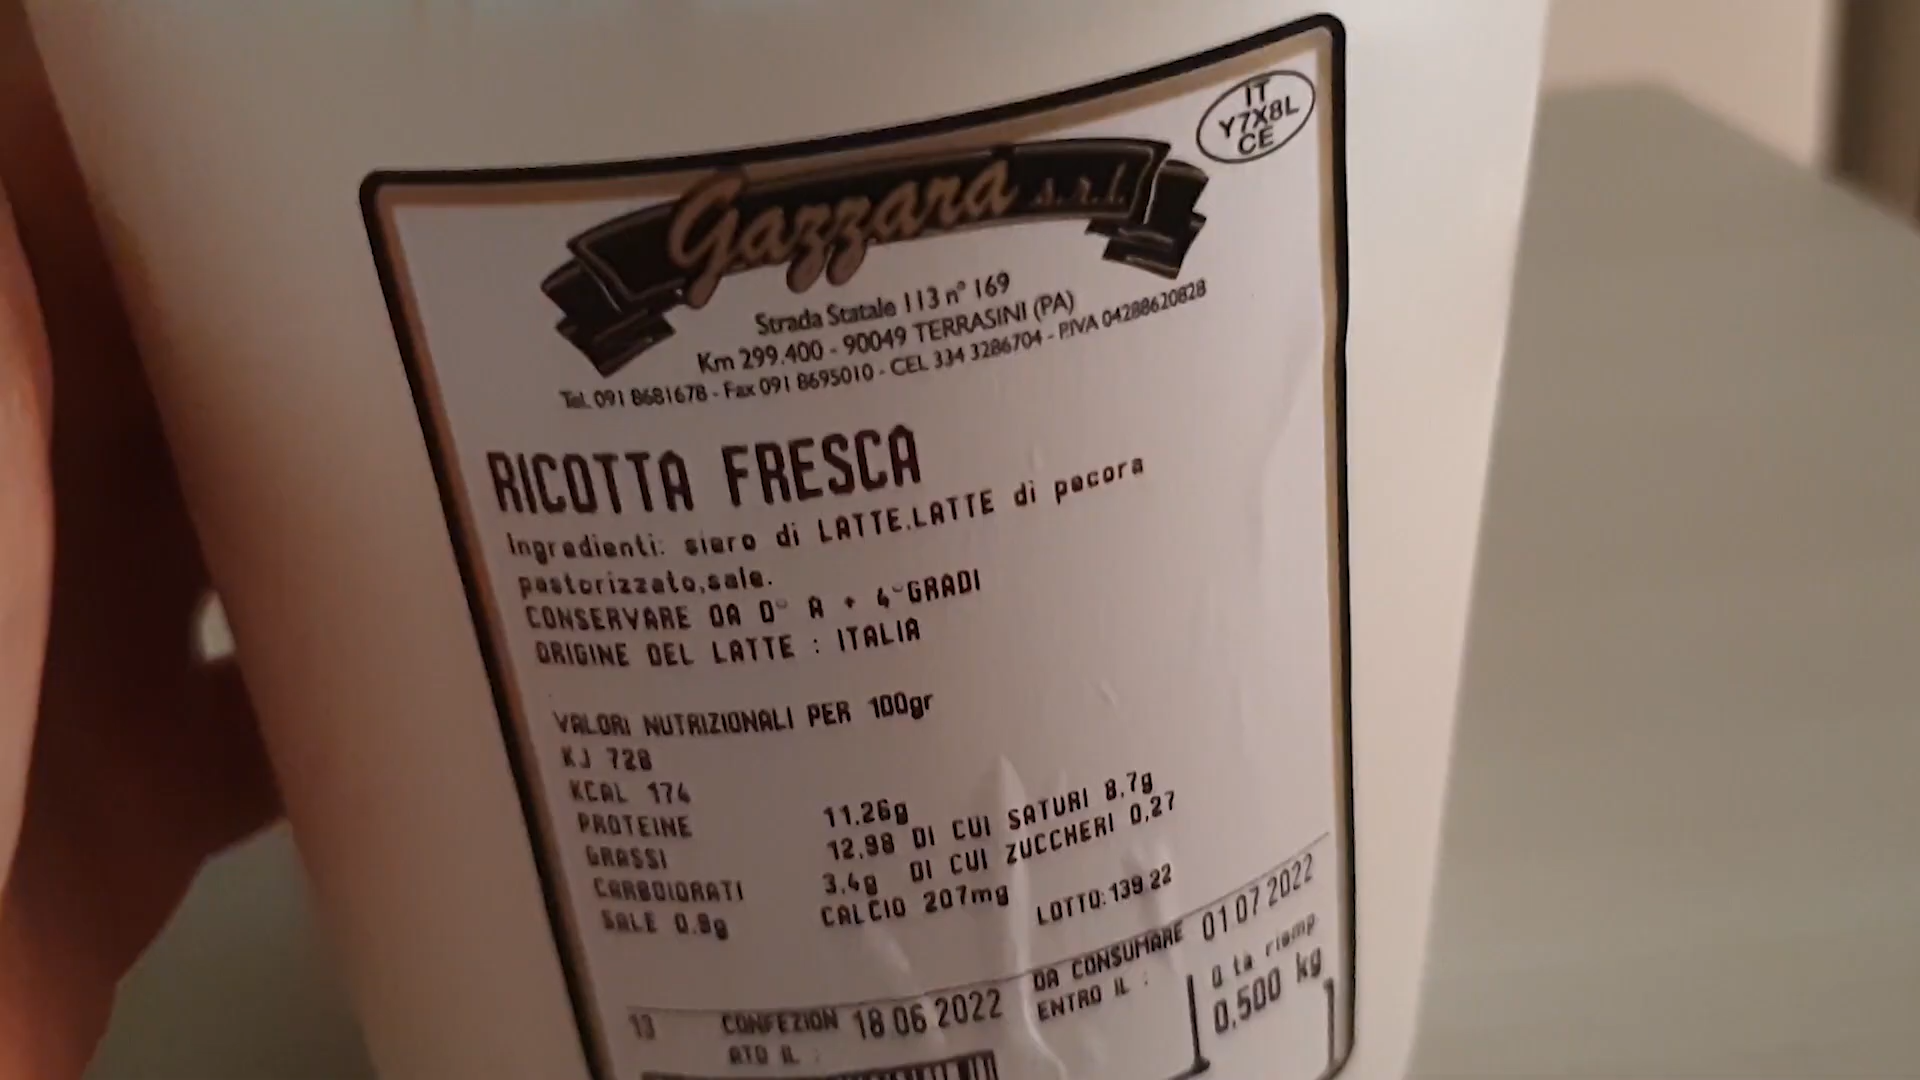 IT
Y7X8L
CE
Gazzara s.r.l.
Strada Statale 113 n° 169
Km 299.400 - 90049 TERRASINI (PA)
Tel. 091 8681678 - Fax 091 8695010 - CEL 334 3286704 - P.IVA 04288620828
RICOTTA FRESCA
Ingredienti: siero di LATTE.LATTE di pecora
pastorizzato,sale.
CONSERVARE DA 0° A + 4°GRADI
ORIGINE DEL LATTE : ITALIA
VALORI NUTRIZIONALI PER 100gr
KJ 728
KCAL 174
PROTEINE 11.26g
GRASSI 12.98 DI CUI SATURI 8.7g
CARBOIDRATI 3.4g DI CUI ZUCCHERI 0,27
SALE 0.8g CALCIO 207mg LOTTO: 139.22
13 CONFEZION 18 06 2022 DA CONSUMARE 01 07 2022
ATO IL : ENTRO IL :
Q ta riemp
0,500 kg